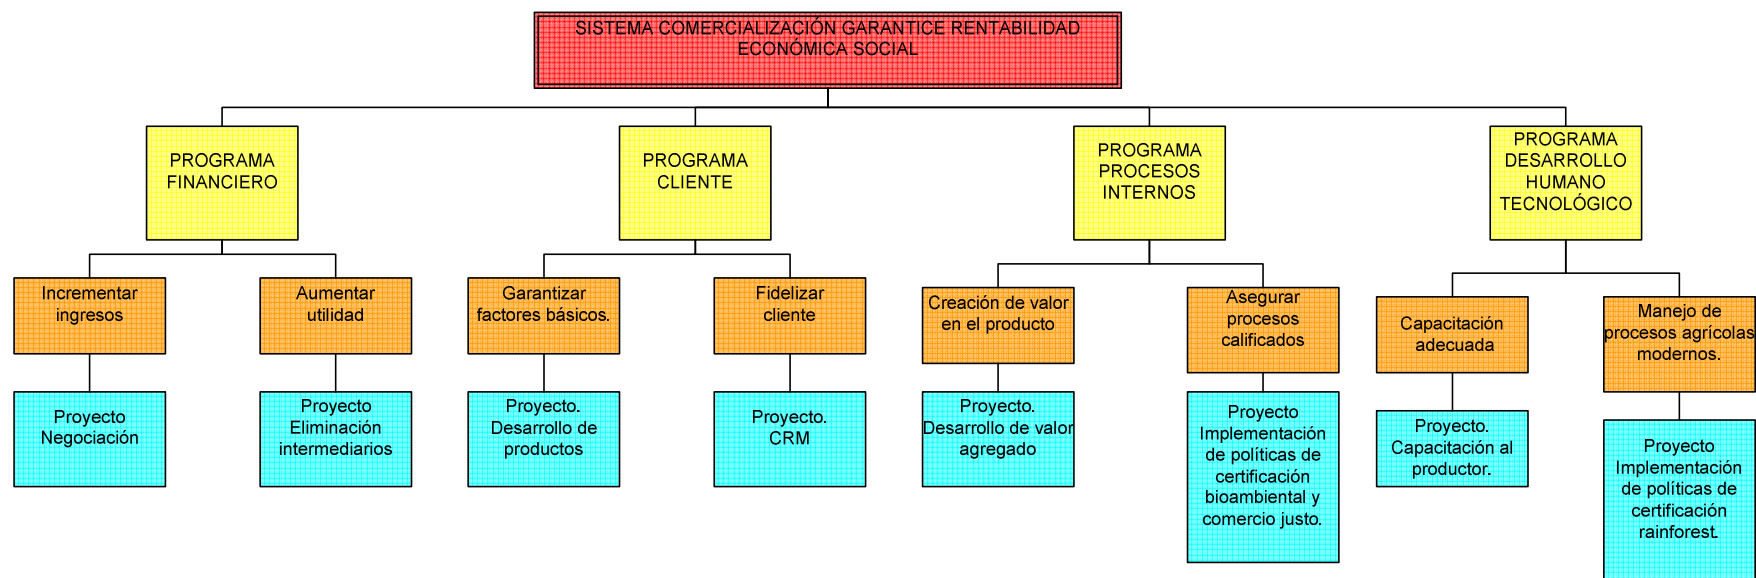 SISTEMA COMERCIALIZACIÓN GARANTICE RENTABILIDAD
ECONÓMICA SOCIAL
PROGRAMA
FINANCIERO
PROGRAMA
CLIENTE
PROGRAMA
PROCESOS
INTERNOS
PROGRAMA
DESARROLLO
HUMANO
TECNOLÓGICO
Incrementar
ingresos
Aumentar
utilidad
Garantizar
factores básicos.
Fidelizar
cliente
Creación de valor
en el producto
Asegurar
procesos
calificados
Capacitación
adecuada
Manejo de
procesos agrícolas
modernos.
Proyecto
Negociación
Proyecto
Eliminación
intermediarios
Proyecto.
Desarrollo de
productos
Proyecto.
CRM
Proyecto.
Desarrollo de valor
agregado
Proyecto
Implementación
de políticas de
certificación
bioambiental y
comercio justo.
Proyecto.
Capacitación al
productor.
Proyecto
Implementación
de políticas de
certificación
rainforest.